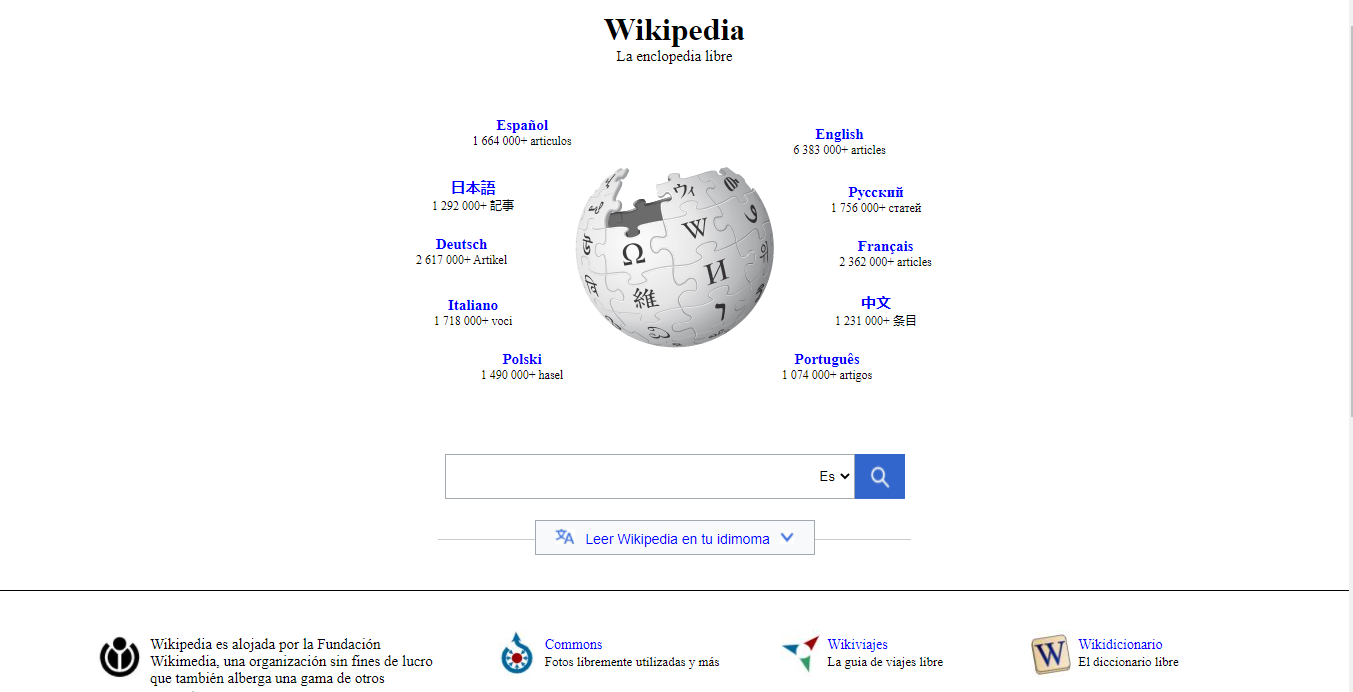 Wikipedia
La enclopedia libre
Español
1 664 000+ articulos
English
6 383 000+ articles
日本語
1 292 000+ 記事
Русский
1 756 000+ статей
Deutsch
2 617 000+ Artikel
Français
2 362 000+ articles
Italiano
1 718 000+ voci
中文
1 231 000+ 条目
Polski
1 490 000+ hasel
Português
1 074 000+ artigos
Ω
W
И
維
ウィ
Es
Leer Wikipedia en tu idimoma
Wikipedia es alojada por la Fundación
Wikimedia, una organización sin fines de lucro
que también alberga una gama de otros
Commons
Fotos libremente utilizadas y más
Wikiviajes
La guia de viajes libre
W
Wikidicionario
El diccionario libre